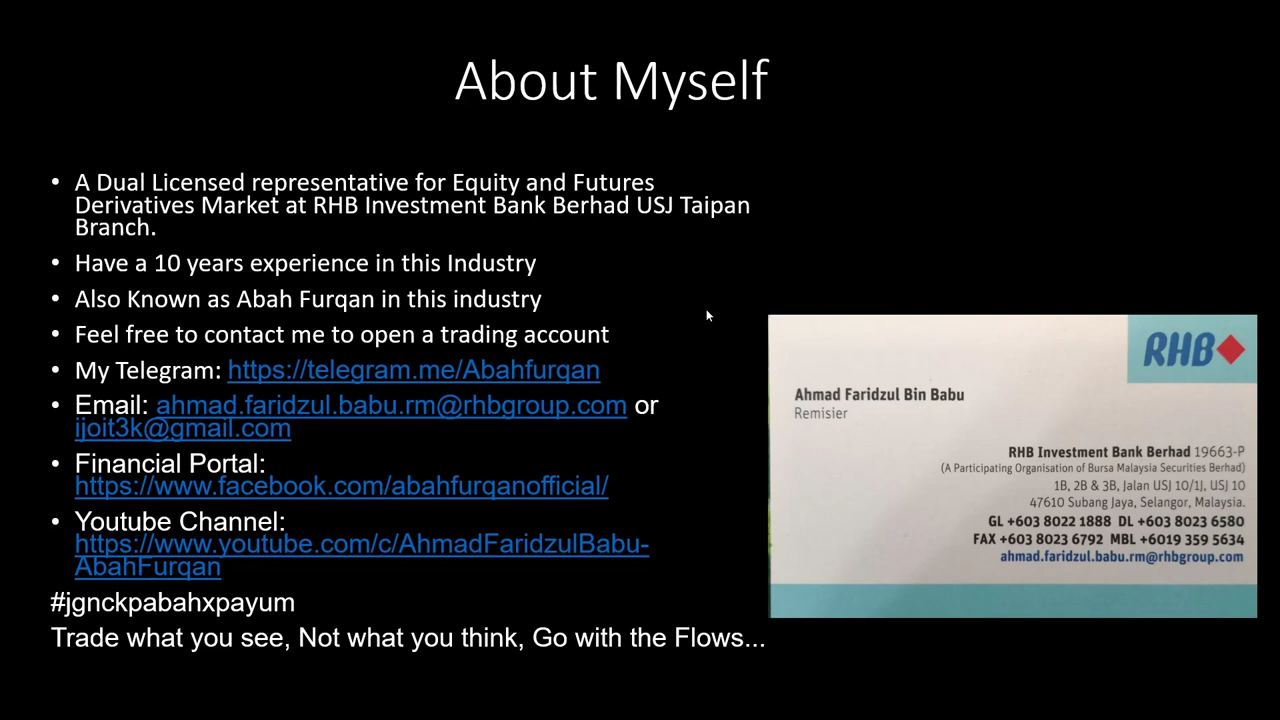 About Myself
• A Dual Licensed representative for Equity and Futures
Derivatives Market at RHB Investment Bank Berhad USJ Taipan
Branch.
• Have a 10 years experience in this Industry
• Also Known as Abah Furqan in this industry
• Feel free to contact me to open a trading account
• My Telegram: https://telegram.me/Abahfurqan
• Email: ahmad.faridzul.babu.rm@rhbgroup.com or
ijoit3k@gmail.com
• Financial Portal:
https://www.facebook.com/abahfurqanofficial/
• Youtube Channel:
https://www.youtube.com/c/AhmadFaridzulBabu-
AbahFurqan
#jgnckpabahxpayum
Trade what you see, Not what you think, Go with the Flows...
RHB
Ahmad Faridzul Bin Babu
Remisier
RHB Investment Bank Berhad 19663-P
(A Participating Organisation of Bursa Malaysia Securities Berhad)
1B, 2B & 3B, Jalan USJ 10/1J, USJ 10
47610 Subang Jaya, Selangor, Malaysia.
GL +603 8022 1888 DL +603 8023 6580
FAX +603 8023 6792 MBL +6019 359 5634
ahmad.faridzul.babu.rm@rhbgroup.com